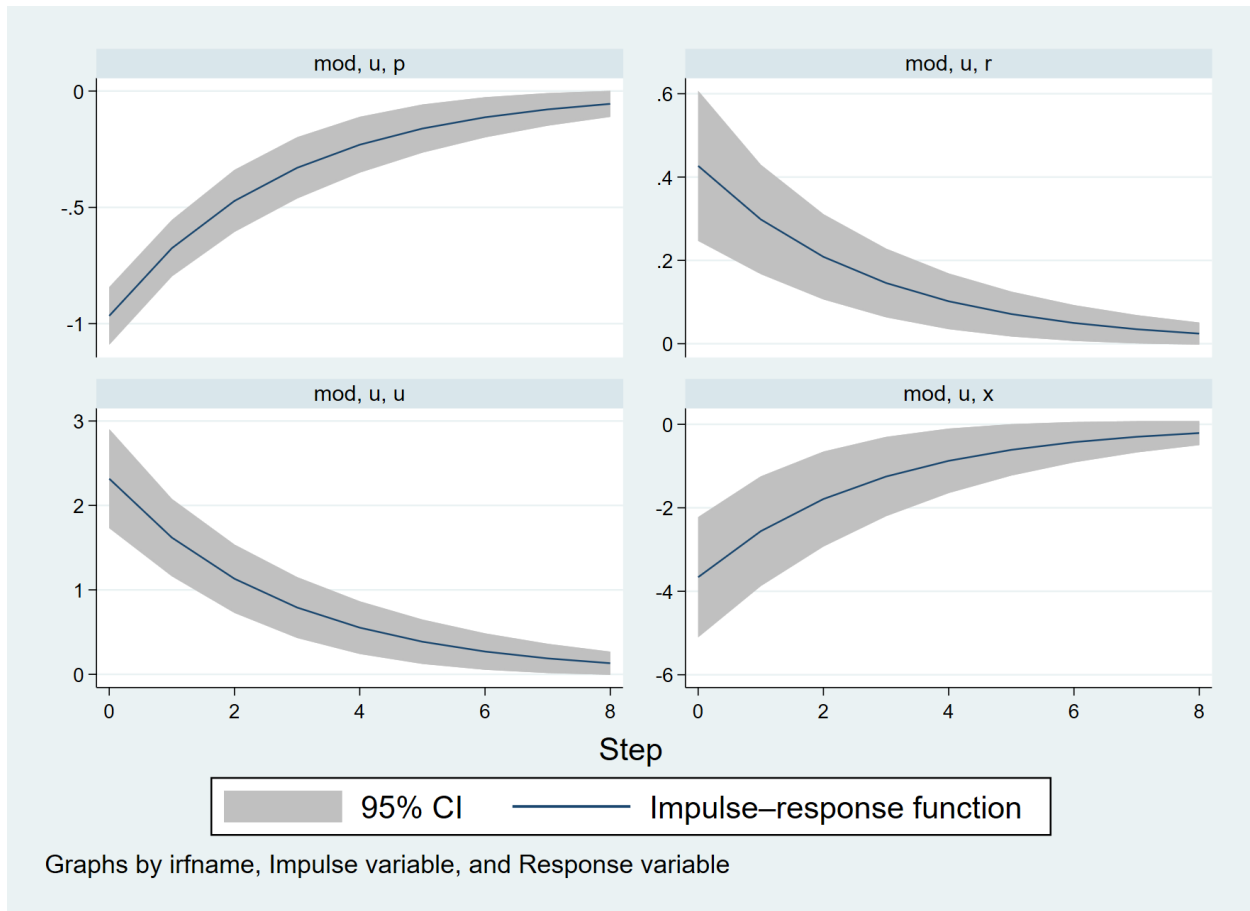 mod, u, p
0
-.5
-1
mod, u, r
.6
.4
.2
0
mod, u, u
3
2
1
0
0 2 4 6 8
mod, u, x
0
-2
-4
-6
0 2 4 6 8
Step
95% CI Impulse–response function
Graphs by irfname, Impulse variable, and Response variable